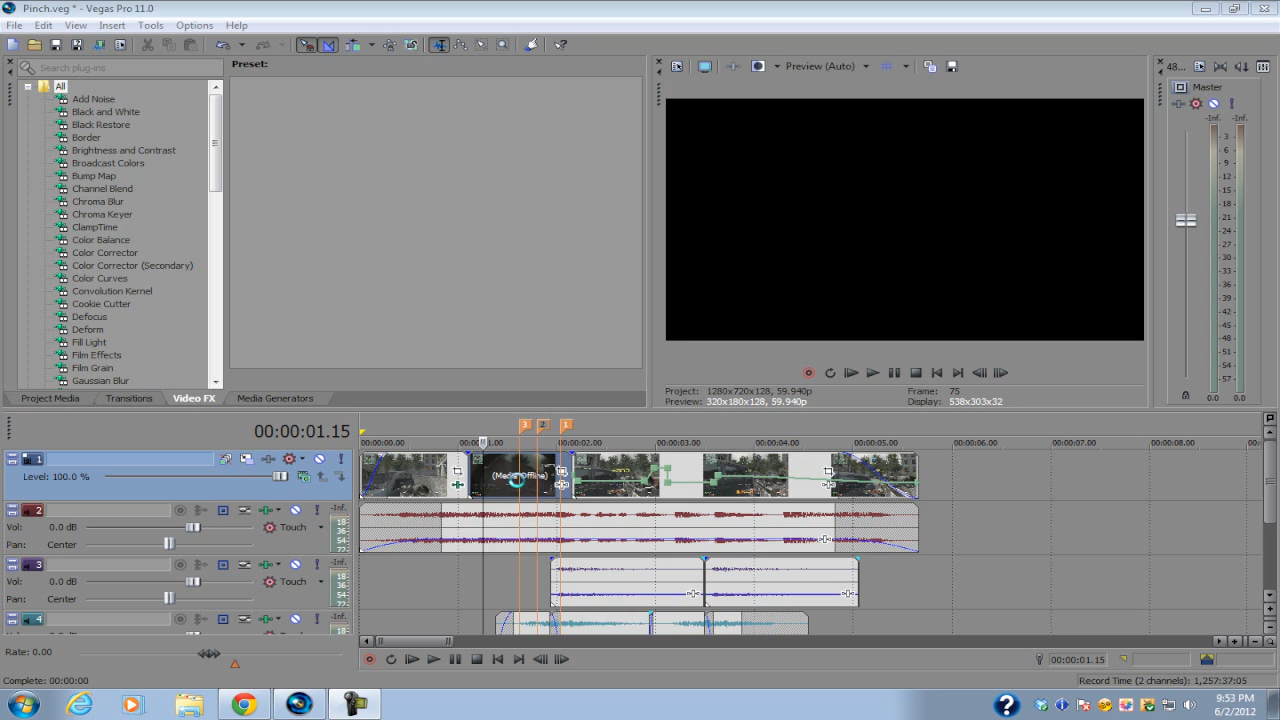 Pinch.veg * - Vegas Pro 11.0
File Edit View Insert Tools Options Help
Search plug-ins
All
Add Noise
Black and White
Black Restore
Border
Brightness and Contrast
Broadcast Colors
Bump Map
Channel Blend
Chroma Blur
Chroma Keyer
ClampTime
Color Balance
Color Corrector
Color Corrector (Secondary)
Color Curves
Convolution Kernel
Cookie Cutter
Defocus
Deform
Fill Light
Film Effects
Film Grain
Gaussian Blur
Preset:
Preview (Auto)
Project: 1280x720x128, 59.940p
Preview: 320x180x128, 59.940p
Frame: 75
Display: 538x303x32
48...
Master
-Inf. -Inf.
3
6
9
12
15
18
21
24
27
30
33
36
39
42
45
48
51
54
57
0.0 0.0
Project Media Transitions Video FX Media Generators
00:00:01.15
3 2 1
00:00:00.00 00:00:01.00 00:00:02.00 00:00:03.00 00:00:04.00 00:00:05.00 00:00:06.00 00:00:07.00 00:00:08.00 00:0
1
Level: 100.0 %
(Media Offline)
2
Vol: 0.0 dB Touch
Pan: Center
-Inf.
18-
36-
54-
72-
3
Vol: 0.0 dB Touch
Pan: Center
-Inf.
18-
36-
54-
72-
4
-Inf.
18-
Rate: 0.00
00:00:01.15
Complete: 00:00:00
Record Time (2 channels): 1,257:37:05
9:53 PM
6/2/2012